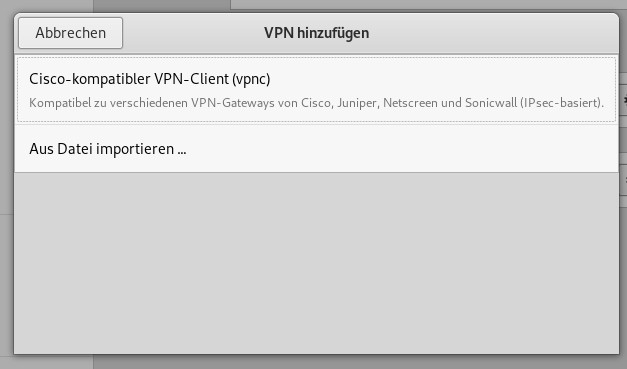 Abbrechen
VPN hinzufügen
Cisco-kompatibler VPN-Client (vpnc)
Kompatibel zu verschiedenen VPN-Gateways von Cisco, Juniper, Netscreen und Sonicwall (IPsec-basiert).
Aus Datei importieren ...